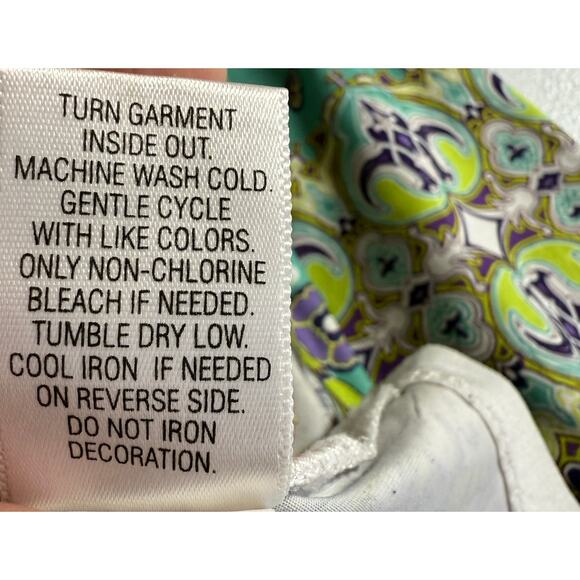 TURN GARMENT
INSIDE OUT.
MACHINE WASH COLD.
GENTLE CYCLE
WITH LIKE COLORS.
ONLY NON-CHLORINE
BLEACH IF NEEDED.
TUMBLE DRY LOW.
COOL IRON IF NEEDED
ON REVERSE SIDE.
DO NOT IRON
DECORATION.